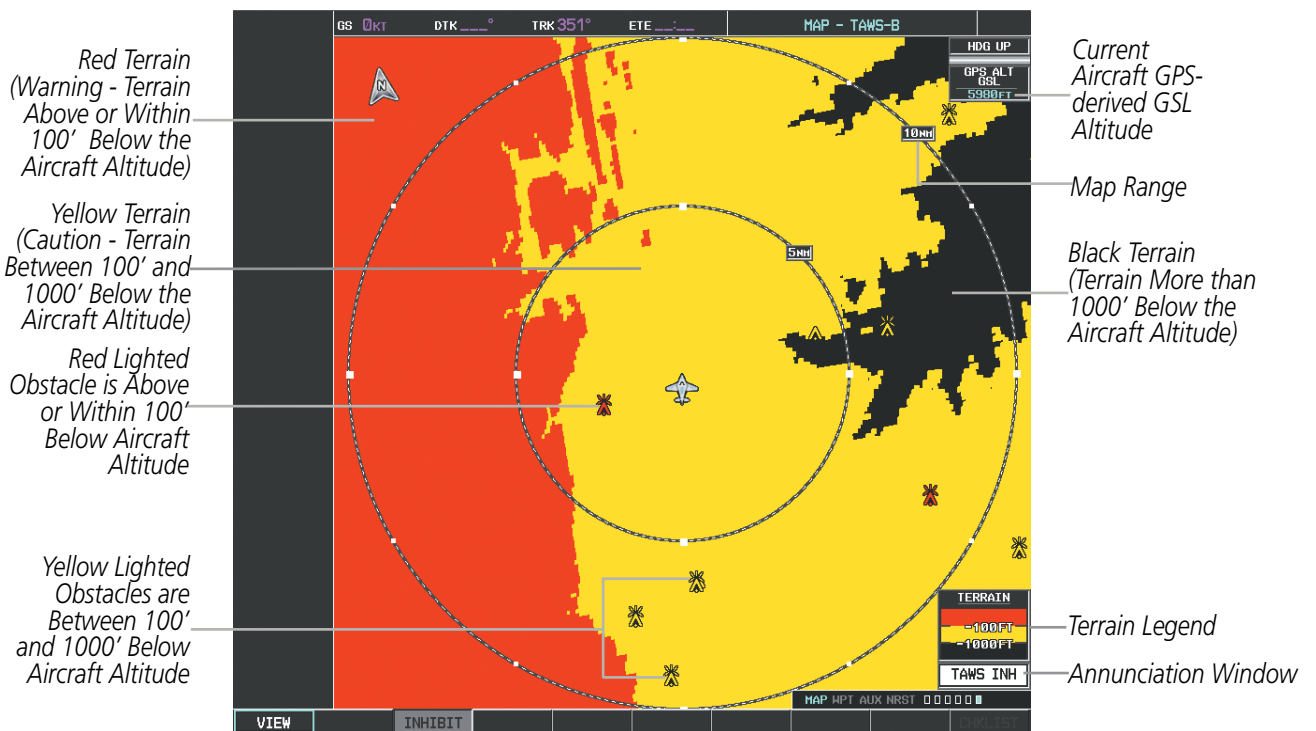 GS 0KT DTK ___° TRK 351° ETE __:__ MAP - TAWS-B
HDG UP
GPS ALT
GSL
5980FT
10NM
5NM
N
Red Terrain
(Warning - Terrain
Above or Within
100’ Below the
Aircraft Altitude)
Yellow Terrain
(Caution - Terrain
Between 100’ and
1000’ Below the
Aircraft Altitude)
Red Lighted
Obstacle is Above
or Within 100’
Below Aircraft
Altitude
Yellow Lighted
Obstacles are
Between 100’
and 1000’ Below
Aircraft Altitude
Current
Aircraft GPS-
derived GSL
Altitude
Map Range
Black Terrain
(Terrain More than
1000’ Below the
Aircraft Altitude)
Terrain Legend
Annunciation Window
TERRAIN
-100FT
-1000FT
TAWS INH
MAP WPT AUX NRST
VIEW INHIBIT CHKLIST